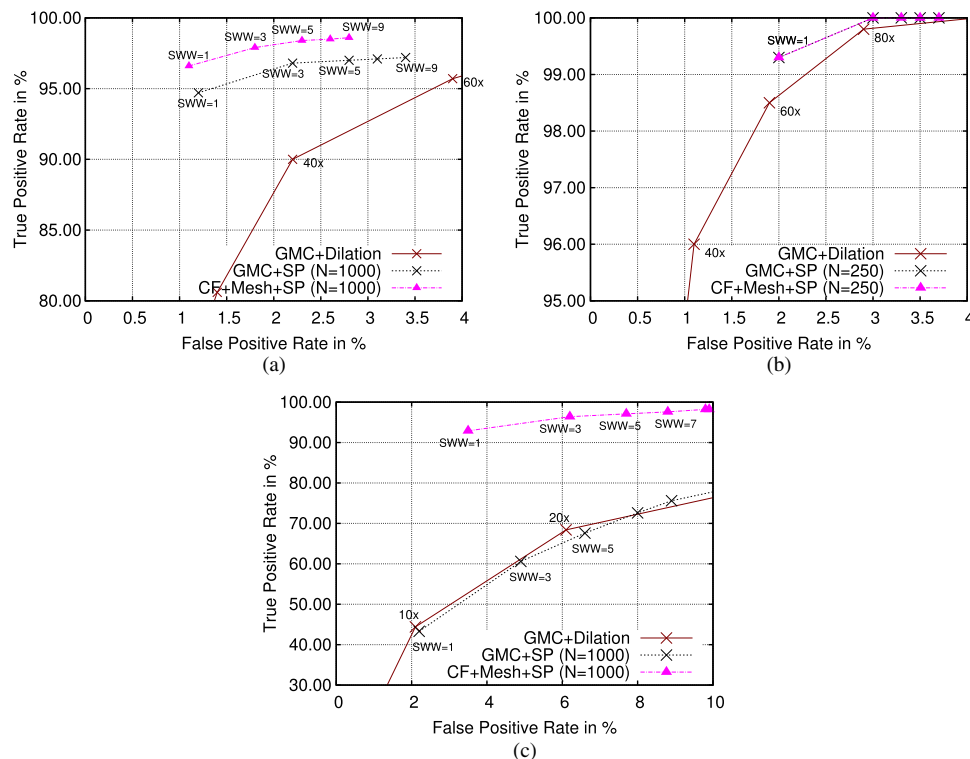 100.00
95.00
90.00
85.00
80.00
0 0.5 1 1.5 2 2.5 3 3.5 4
True Positive Rate in %
False Positive Rate in %
SWW=1
SWW=3
SWW=5
SWW=9
SWW=1
SWW=3
SWW=5
SWW=9
60x
40x
GMC+Dilation
GMC+SP (N=1000)
CF+Mesh+SP (N=1000)
(a)
100.00
99.00
98.00
97.00
96.00
95.00
0 0.5 1 1.5 2 2.5 3 3.5 4
True Positive Rate in %
False Positive Rate in %
SWW=1
80x
60x
40x
GMC+Dilation
GMC+SP (N=250)
CF+Mesh+SP (N=250)
(b)
100.00
90.00
80.00
70.00
60.00
50.00
40.00
30.00
0 2 4 6 8 10
True Positive Rate in %
False Positive Rate in %
SWW=1
SWW=3
SWW=5
SWW=7
20x
SWW=5
SWW=3
10x
SWW=1
GMC+Dilation
GMC+SP (N=1000)
CF+Mesh+SP (N=1000)
(c)